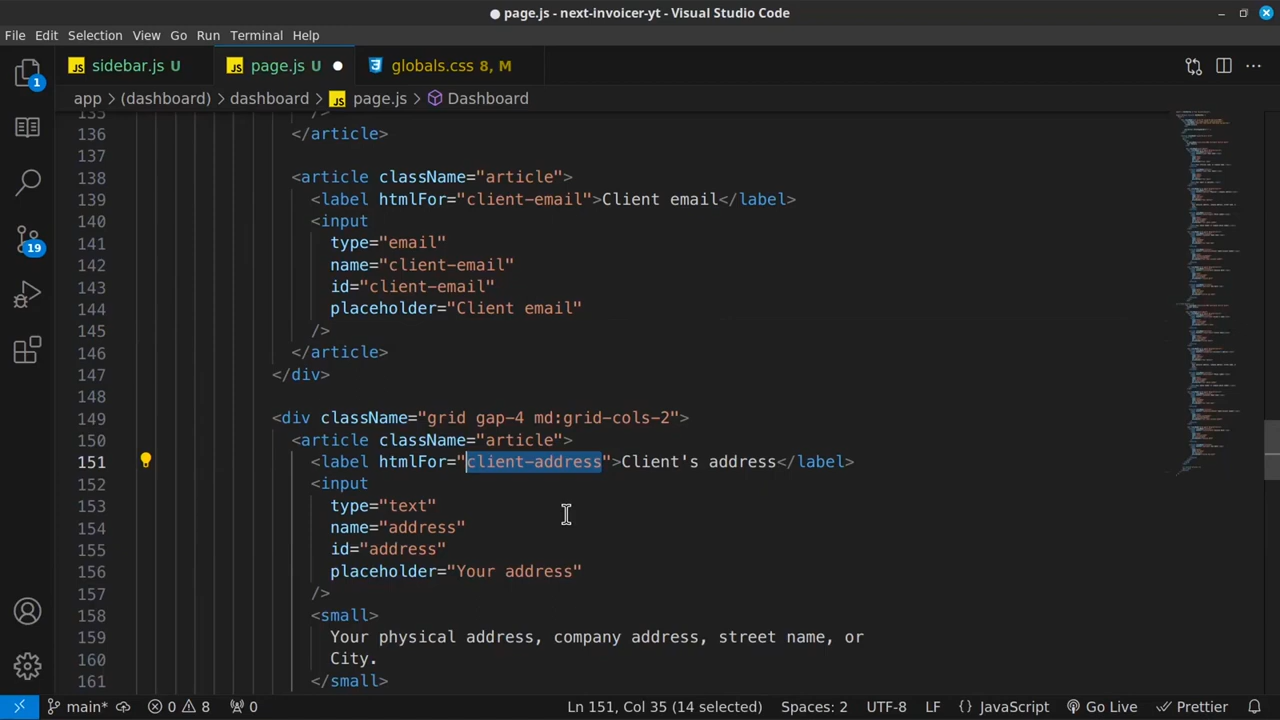 page.js - next-invoicer-yt - Visual Studio Code
File Edit Selection View Go Run Terminal Help
JS sidebar.js U JS page.js U globals.css 8, M
app > (dashboard) > dashboard > JS page.js > Dashboard
1
19
135 />
136 </article>
137
138 <article className="article">
139 <label htmlFor="client-email">Client email</label>
140 <input
141 type="email"
142 name="client-email"
143 id="client-email"
144 placeholder="Client email"
145 />
146 </article>
147 </div>
148
149 <div className="grid gap-4 md:grid-cols-2">
150 <article className="article">
151 <label htmlFor="client-address">Client's address</label>
152 <input
153 type="text"
154 name="address"
155 id="address"
156 placeholder="Your address"
157 />
158 <small>
159 Your physical address, company address, street name, or
160 City.
161 </small>
main* 0 8 0 Ln 151, Col 35 (14 selected) Spaces: 2 UTF-8 LF {} JavaScript Go Live Prettier